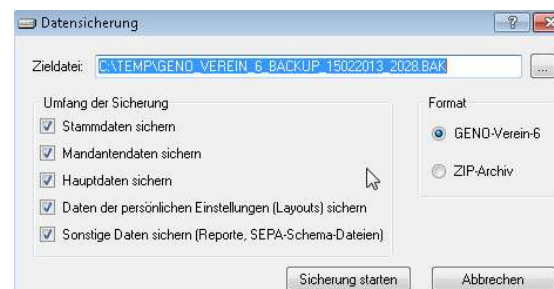 Datensicherung
Zieldatei: C:\TEMP\GENO_VEREIN_6_BACKUP_15022013_2028.BAK ...
Umfang der Sicherung
Stammdaten sichern
Mandantendaten sichern
Hauptdaten sichern
Daten der persönlichen Einstellungen (Layouts) sichern
Sonstige Daten sichern (Reporte, SEPA-Schema-Dateien)
Format
GENO-Verein-6
ZIP-Archiv
Sicherung starten
Abbrechen